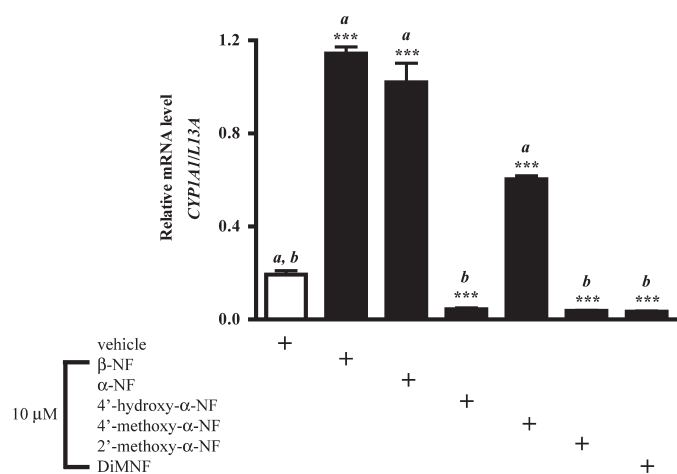 Relative mRNA level
CYP1A1/L13A
1.2
0.8
0.4
0.0
a, b
a
***
a
***
b
***
a
***
b
***
b
***
vehicle +
β-NF +
α-NF +
4'-hydroxy-α-NF +
4'-methoxy-α-NF +
2'-methoxy-α-NF +
DiMNF +
10 µM